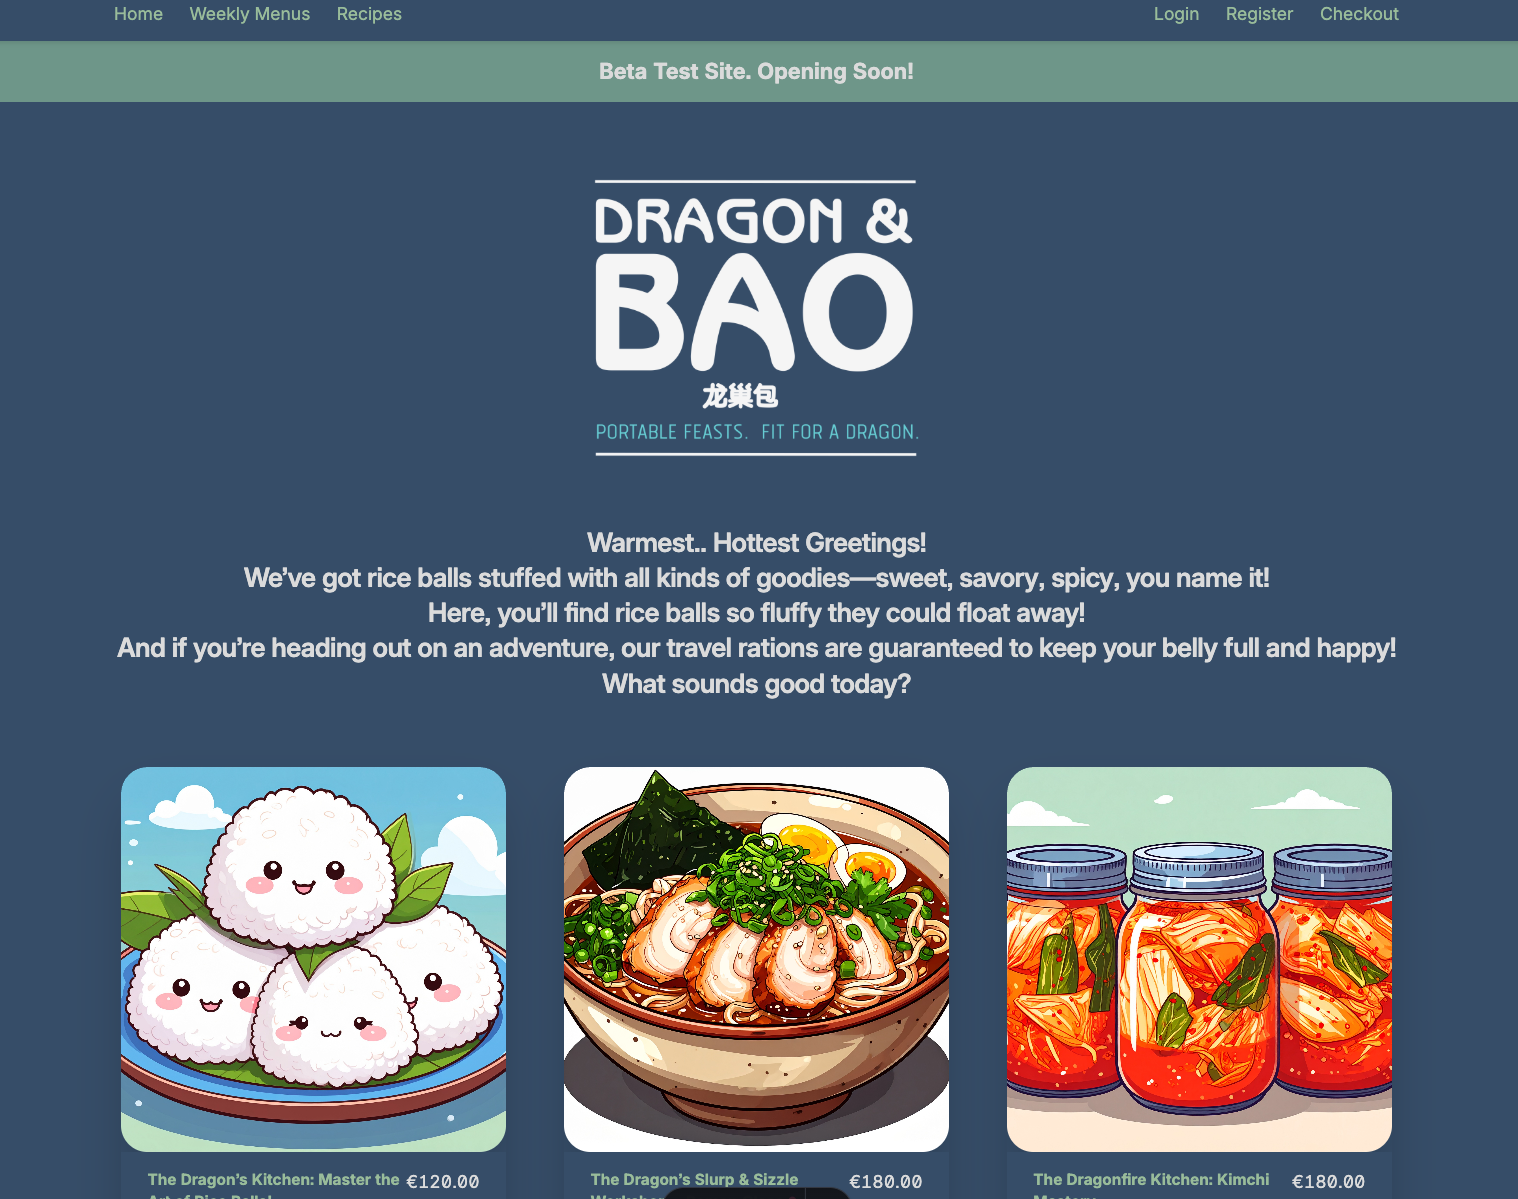 Home Weekly Menus Recipes Login Register Checkout
Beta Test Site. Opening Soon!
DRAGON &
BAO
龙巢包
PORTABLE FEASTS. FIT FOR A DRAGON.
Warmest.. Hottest Greetings!
We’ve got rice balls stuffed with all kinds of goodies—sweet, savory, spicy, you name it!
Here, you’ll find rice balls so fluffy they could float away!
And if you’re heading out on an adventure, our travel rations are guaranteed to keep your belly full and happy!
What sounds good today?
The Dragon’s Kitchen: Master the €120.00
The Dragon’s Slurp & Sizzle €180.00
The Dragonfire Kitchen: Kimchi €180.00